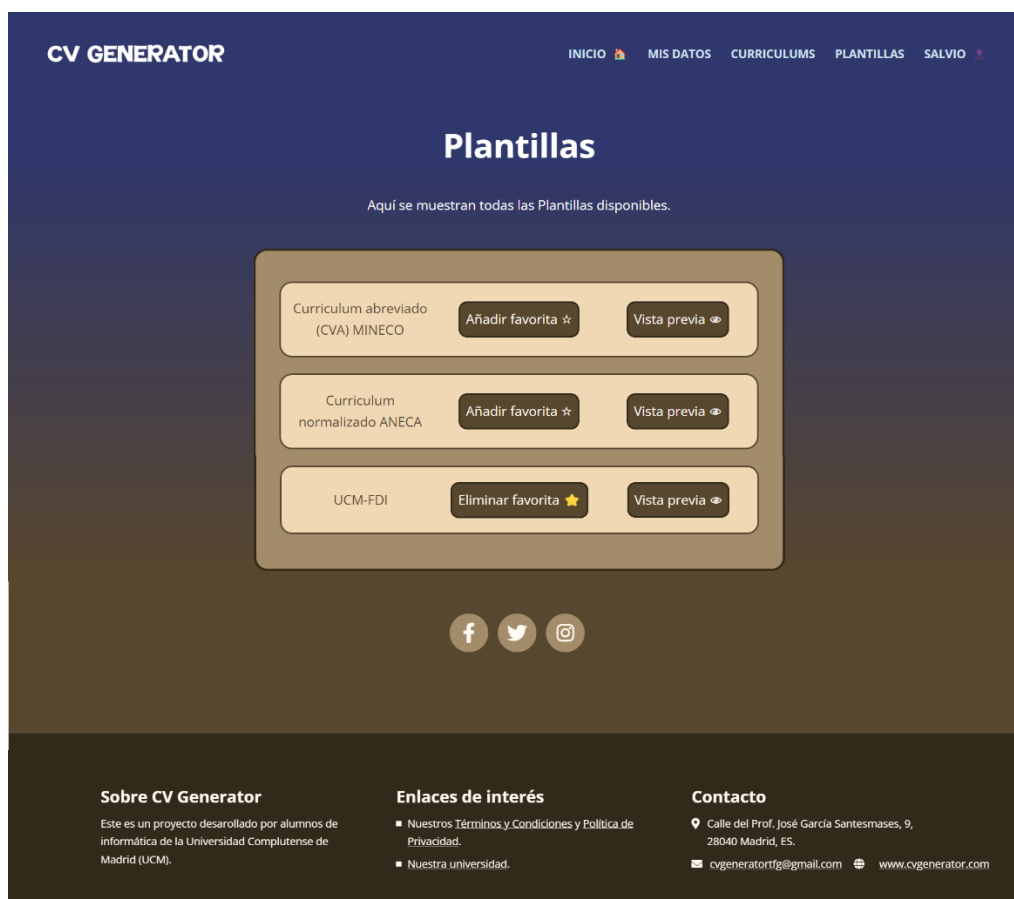 CV GENERATOR
INICIO MIS DATOS CURRICULUMS PLANTILLAS SALVIO
Plantillas
Aquí se muestran todas las Plantillas disponibles.
Curriculum abreviado
(CVA) MINECO
Añadir favorita ☆
Vista previa
Curriculum
normalizado ANECA
Añadir favorita ☆
Vista previa
UCM-FDI
Eliminar favorita ⭐
Vista previa
Sobre CV Generator
Este es un proyecto desarollado por alumnos de
informática de la Universidad Complutense de
Madrid (UCM).
Enlaces de interés
Nuestros Términos y Condiciones y Política de
Privacidad.
Nuestra universidad.
Contacto
Calle del Prof. José García Santesmases, 9,
28040 Madrid, ES.
cvgeneratortfg@gmail.com www.cvgenerator.com